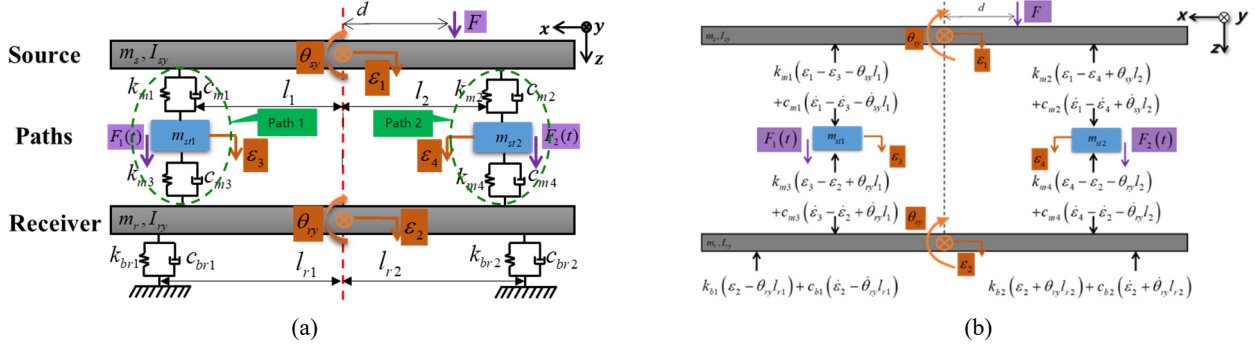 d
F
x
y
z
Source
m_s, I_sy
θ_sy
ε_1
k_m1
c_m1
l_1
l_2
k_m2
c_m2
Paths
F_1(t)
m_st1
Path 1
Path 2
m_st2
F_2(t)
ε_3
ε_4
k_m3
c_m3
k_m4
c_m4
Receiver
m_r, I_ry
θ_ry
ε_2
k_br1
c_br1
l_r1
l_r2
k_br2
c_br2
(a)
d
F
x
y
z
m_s, I_sy
θ_sy
ε_1
k_m1(ε_1 − ε_3 − θ_sy l_1)
+c_m1(ε̇_1 − ε̇_3 − θ̇_sy l_1)
k_m2(ε_1 − ε_4 + θ_sy l_2)
+c_m2(ε̇_1 − ε̇_4 + θ̇_sy l_2)
F_1(t)
m_st1
ε_3
ε_4
m_st2
F_2(t)
k_m3(ε_3 − ε_2 + θ_ry l_1)
+c_m3(ε̇_3 − ε̇_2 + θ̇_ry l_1)
k_m4(ε_4 − ε_2 − θ_ry l_2)
+c_m4(ε̇_4 − ε̇_2 − θ̇_ry l_2)
θ_ry
m_r, I_ry
ε_2
k_b1(ε_2 − θ_ry l_r1) + c_b1(ε̇_2 − θ̇_ry l_r1)
k_b2(ε_2 + θ_ry l_r2) + c_b2(ε̇_2 + θ̇_ry l_r2)
(b)